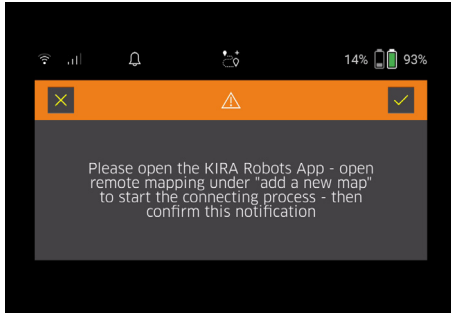 14% 93%
Please open the KIRA Robots App - open
remote mapping under "add a new map"
to start the connecting process - then
confirm this notification